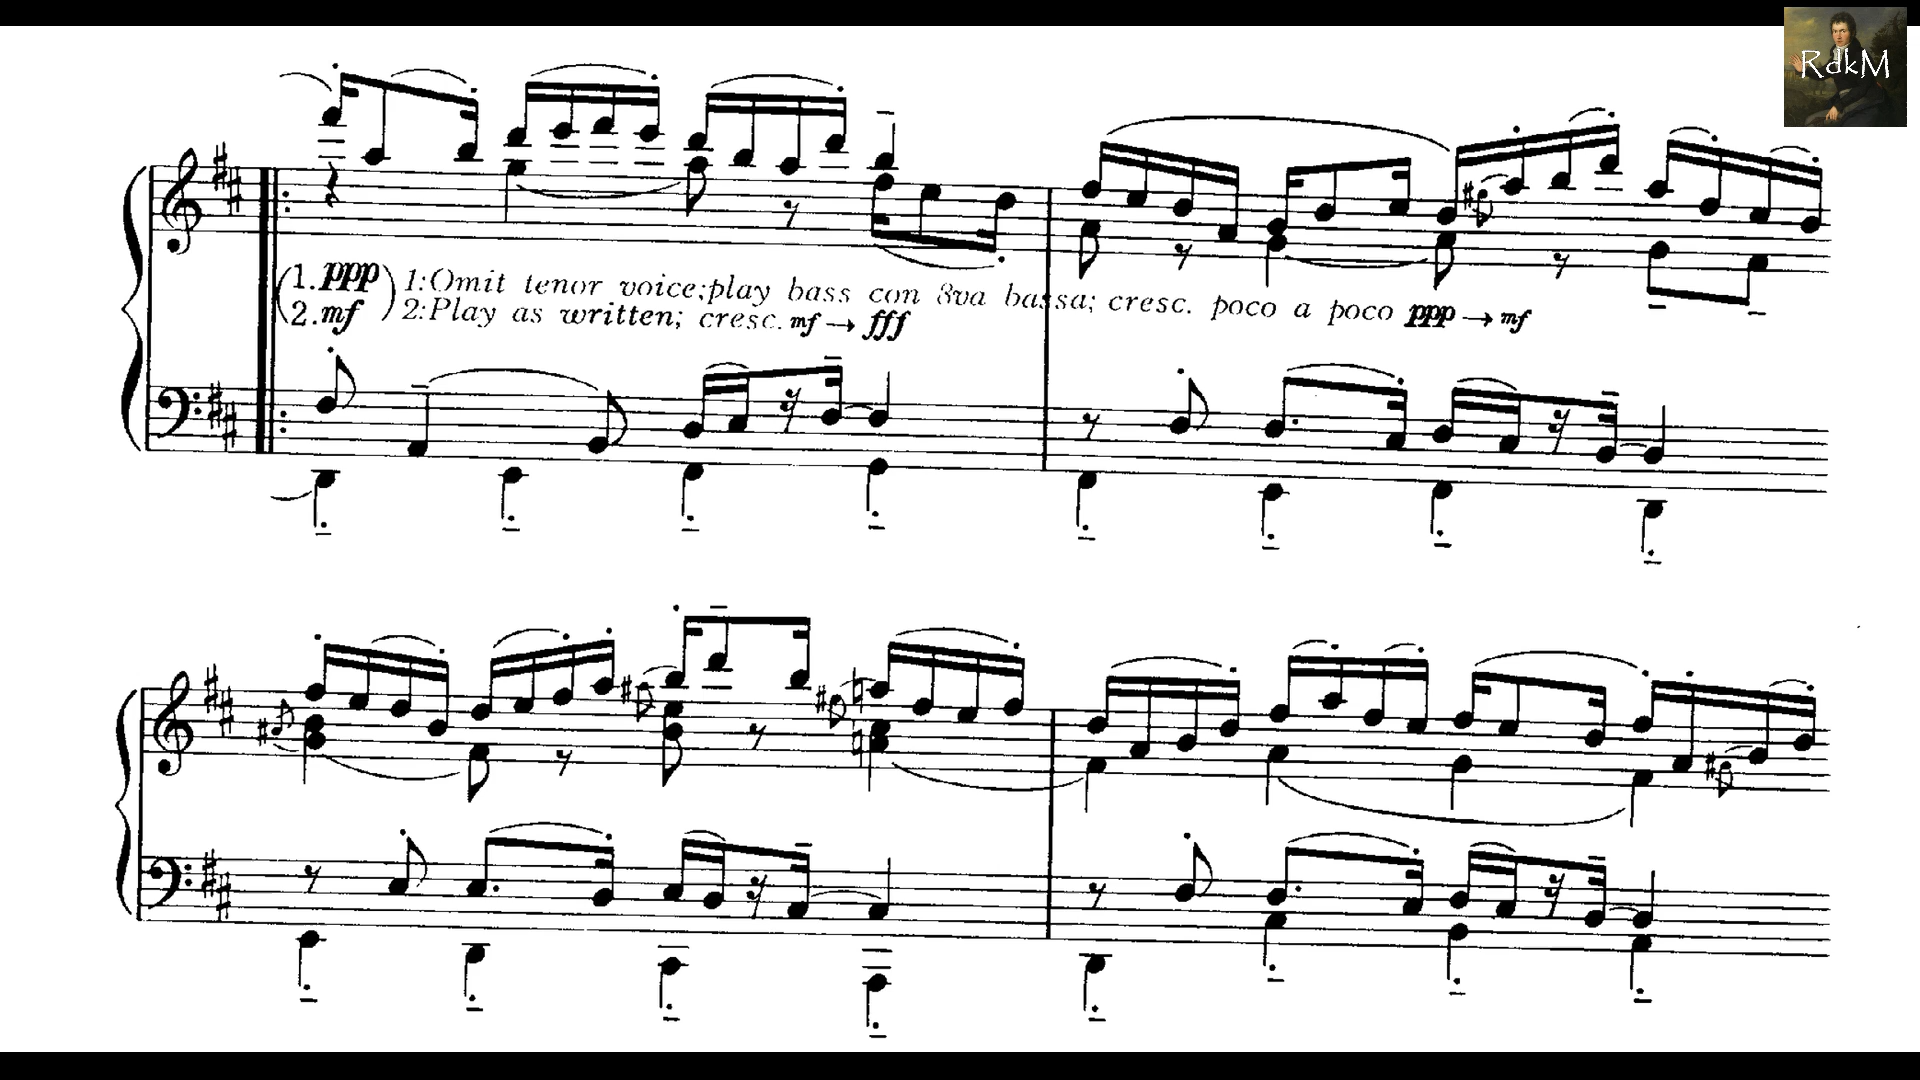 RdkM
1. ppp 1: Omit tenor voice; play bass con 8va bassa; cresc. poco a poco ppp → mf
2. mf 2: Play as written; cresc. mf → fff